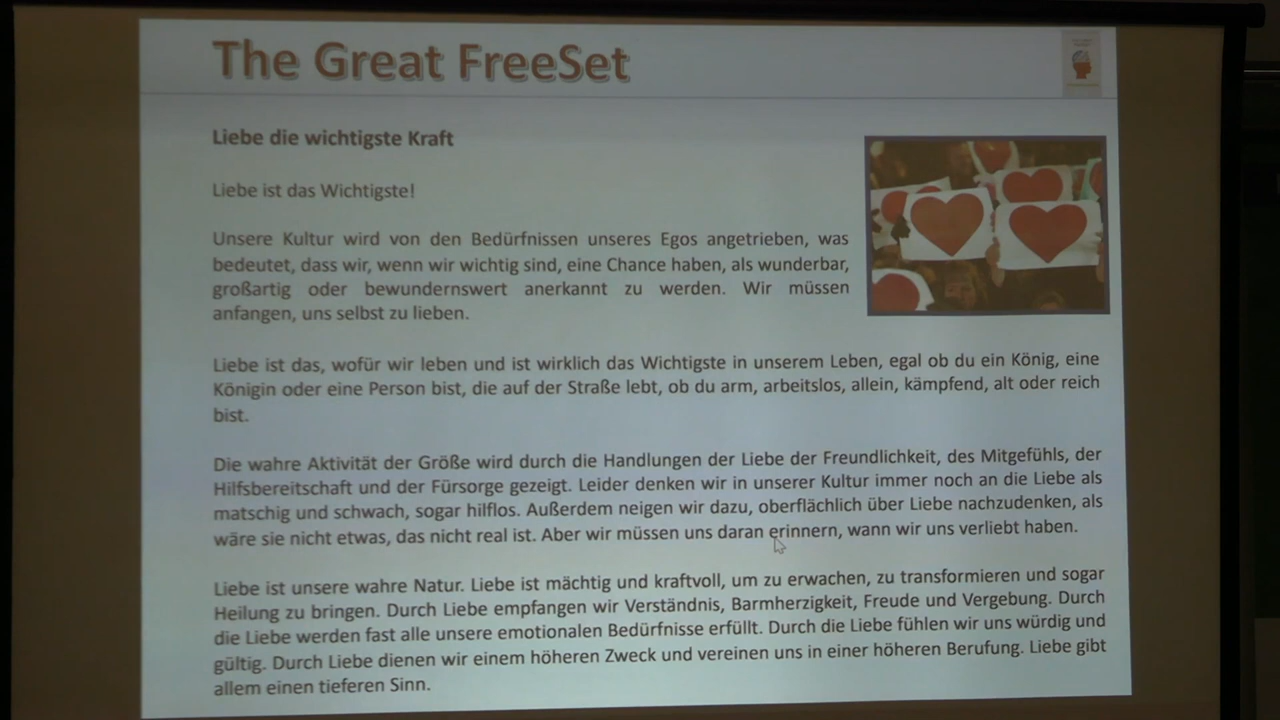 The Great FreeSet
Liebe die wichtigste Kraft
Liebe ist das Wichtigste!
Unsere Kultur wird von den Bedürfnissen unseres Egos angetrieben, was
bedeutet, dass wir, wenn wir wichtig sind, eine Chance haben, als wunderbar,
großartig oder bewundernswert anerkannt zu werden. Wir müssen
anfangen, uns selbst zu lieben.
Liebe ist das, wofür wir leben und ist wirklich das Wichtigste in unserem Leben, egal ob du ein König, eine
Königin oder eine Person bist, die auf der Straße lebt, ob du arm, arbeitslos, allein, kämpfend, alt oder reich
bist.
Die wahre Aktivität der Größe wird durch die Handlungen der Liebe der Freundlichkeit, des Mitgefühls, der
Hilfsbereitschaft und der Fürsorge gezeigt. Leider denken wir in unserer Kultur immer noch an die Liebe als
matschig und schwach, sogar hilflos. Außerdem neigen wir dazu, oberflächlich über Liebe nachzudenken, als
wäre sie nicht etwas, das nicht real ist. Aber wir müssen uns daran erinnern, wann wir uns verliebt haben.
Liebe ist unsere wahre Natur. Liebe ist mächtig und kraftvoll, um zu erwachen, zu transformieren und sogar
Heilung zu bringen. Durch Liebe empfangen wir Verständnis, Barmherzigkeit, Freude und Vergebung. Durch
die Liebe werden fast alle unsere emotionalen Bedürfnisse erfüllt. Durch die Liebe fühlen wir uns würdig und
gültig. Durch Liebe dienen wir einem höheren Zweck und vereinen uns in einer höheren Berufung. Liebe gibt
allem einen tieferen Sinn.